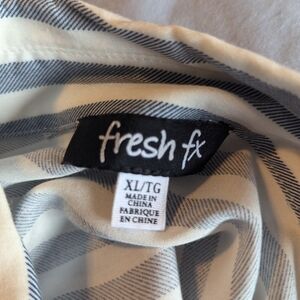 fresh fx
XL/TG
MADE IN
CHINA
FABRIQUE
EN CHINE